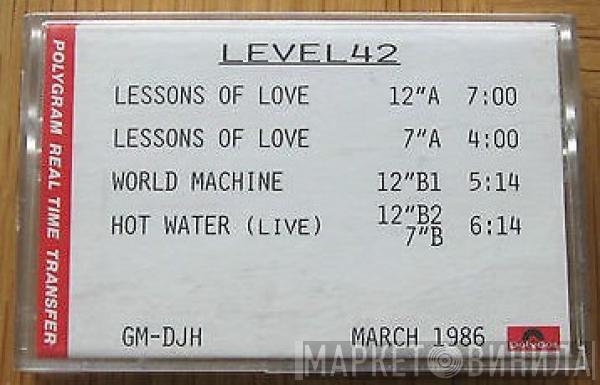 LEVEL42
LESSONS OF LOVE 12"A 7:00
LESSONS OF LOVE 7"A 4:00
WORLD MACHINE 12"B1 5:14
HOT WATER (LIVE) 12"B2 7"B 6:14
GM-DJH MARCH 1986
polydor
POLYGRAM REAL TIME TRANSFER
МАРКЕТ ВИНИЛА